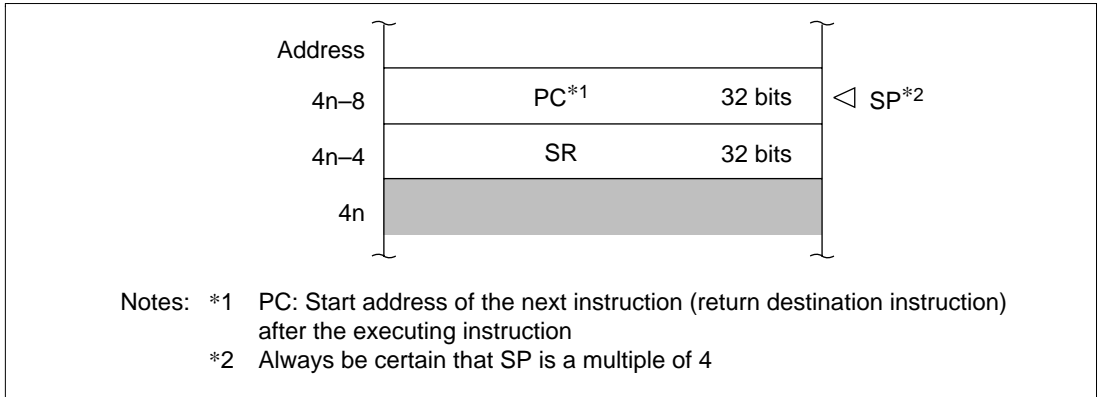 Address
4n–8 PC*1 32 bits SP*2
4n–4 SR 32 bits
4n
Notes: *1 PC: Start address of the next instruction (return destination instruction)
after the executing instruction
*2 Always be certain that SP is a multiple of 4